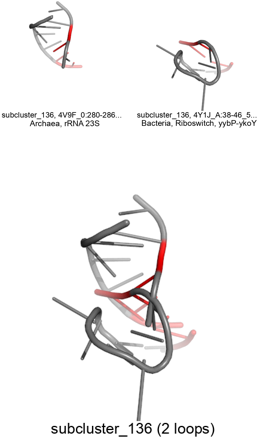 subcluster_136, 4V9F_0:280-286...
Archaea, rRNA 23S
subcluster_136, 4Y1J_A:38-46_5...
Bacteria, Riboswitch, yybP-ykoY
subcluster_136 (2 loops)